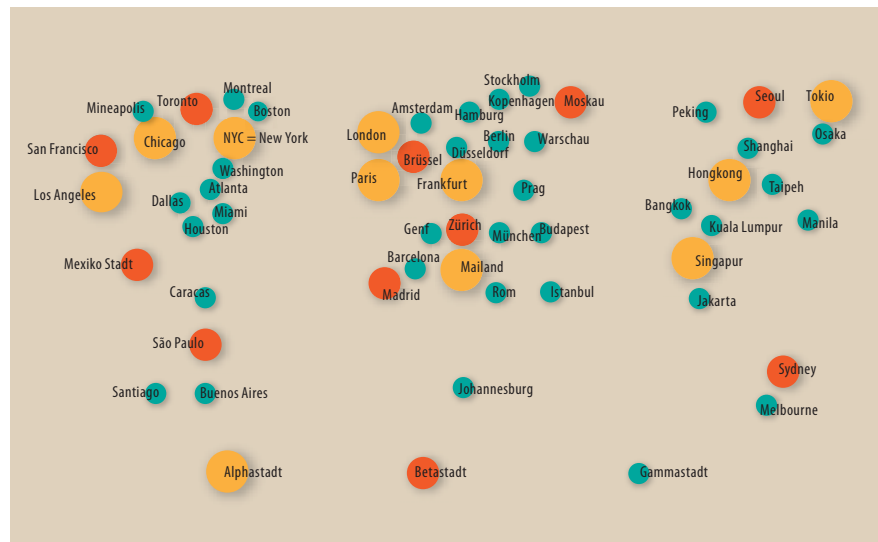 Stockholm
Montreal
Toronto
Mineapolis
Boston
Amsterdam
Hamburg
Kopenhagen
Moskau
Peking
Seoul
Tokio
Chicago
NYC = New York
London
Berlin
Warschau
Düsseldorf
Osaka
Shanghai
San Francisco
Brüssel
Washington
Los Angeles
Atlanta
Paris
Frankfurt
Prag
Hongkong
Taipeh
Dallas
Miami
Houston
Bangkok
Kuala Lumpur
Manila
Genf
Zürich
München
Budapest
Mexiko Stadt
Barcelona
Mailand
Singapur
Caracas
Madrid
Rom
Istanbul
Jakarta
São Paulo
Sydney
Santiago
Buenos Aires
Johannesburg
Melbourne
Alphastadt
Betastadt
Gammastadt